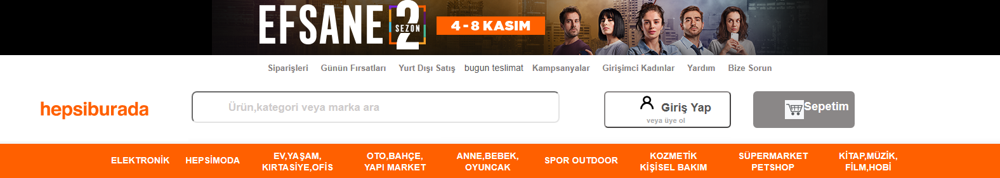 EFSANE 2 SEZON
4 - 8 KASIM
Siparişleri Günün Fırsatları Yurt Dışı Satış bugun teslimat Kampsanyalar Girişimci Kadınlar Yardım Bize Sorun
hepsiburada
Ürün,kategori veya marka ara
Giriş Yap
veya üye ol
Sepetim
ELEKTRONİK
HEPSİMODA
EV,YAŞAM,
KIRTASİYE,OFİS
OTO,BAHÇE,
YAPI MARKET
ANNE,BEBEK,
OYUNCAK
SPOR OUTDOOR
KOZMETİK
KİŞİSEL BAKIM
SÜPERMARKET
PETSHOP
KİTAP,MÜZİK,
FİLM,HOBİ